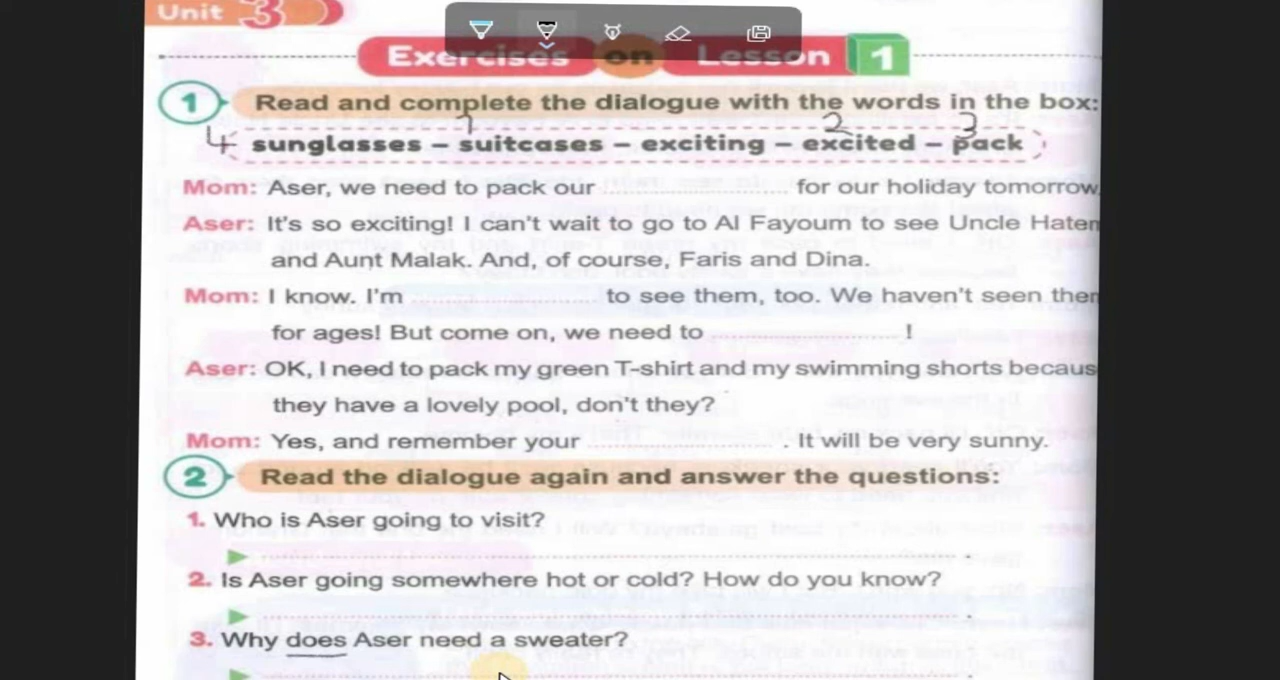 Unit 3
Exercises on Lesson 1
1 Read and complete the dialogue with the words in the box:
4 1 2 3
sunglasses – suitcases – exciting – excited – pack
Mom: Aser, we need to pack our ........ for our holiday tomorrow
Aser: It's so exciting! I can't wait to go to Al Fayoum to see Uncle Hatem
and Aunt Malak. And, of course, Faris and Dina.
Mom: I know. I'm to see them, too. We haven't seen them
for ages! But come on, we need to ........ !
Aser: OK, I need to pack my green T-shirt and my swimming shorts becaus
they have a lovely pool, don't they?
Mom: Yes, and remember your ........ . It will be very sunny.
2 Read the dialogue again and answer the questions:
1. Who is Aser going to visit?
2. Is Aser going somewhere hot or cold? How do you know?
3. Why does Aser need a sweater?